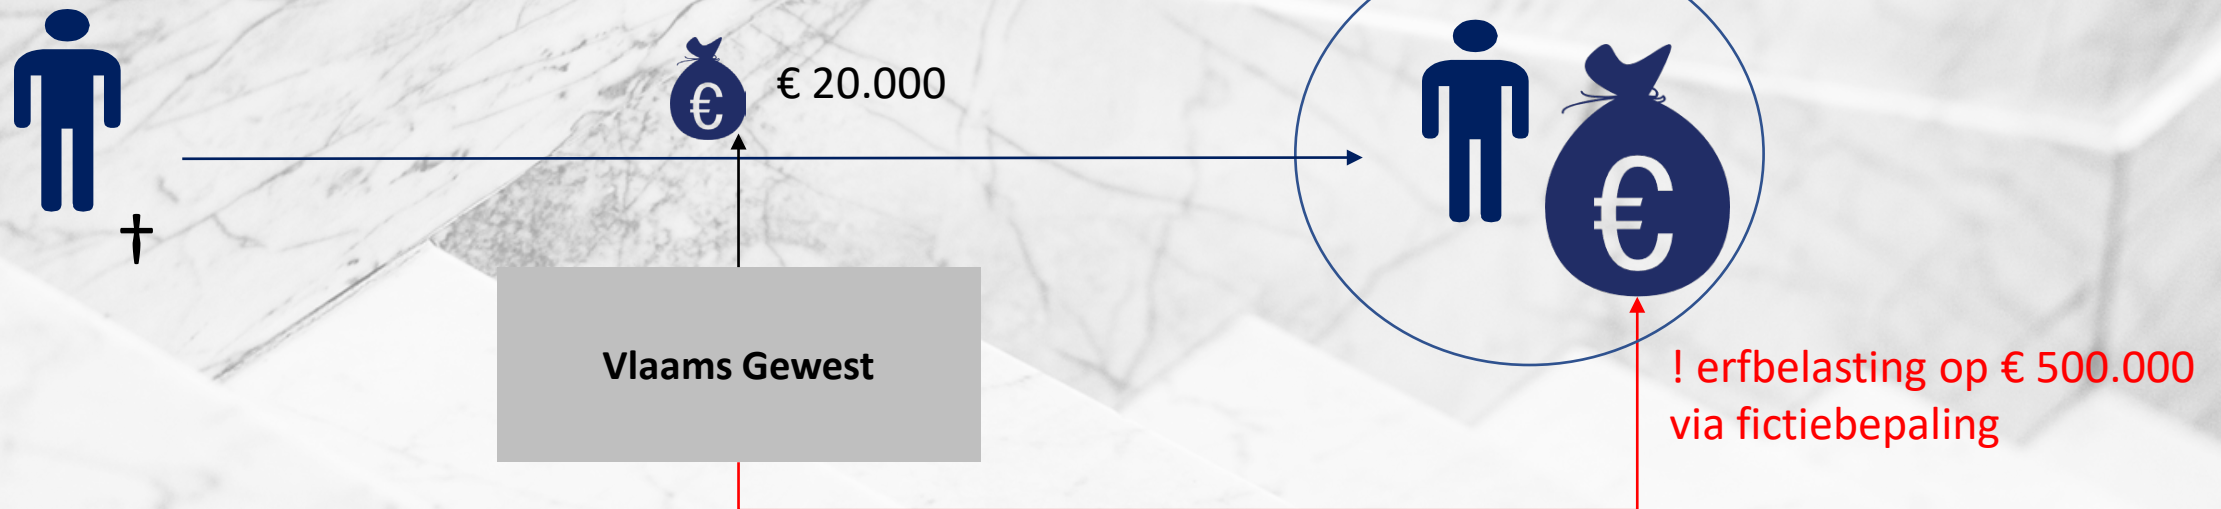 € 20.000
€
€
†
Vlaams Gewest
! erfbelasting op € 500.000
via fictiebepaling